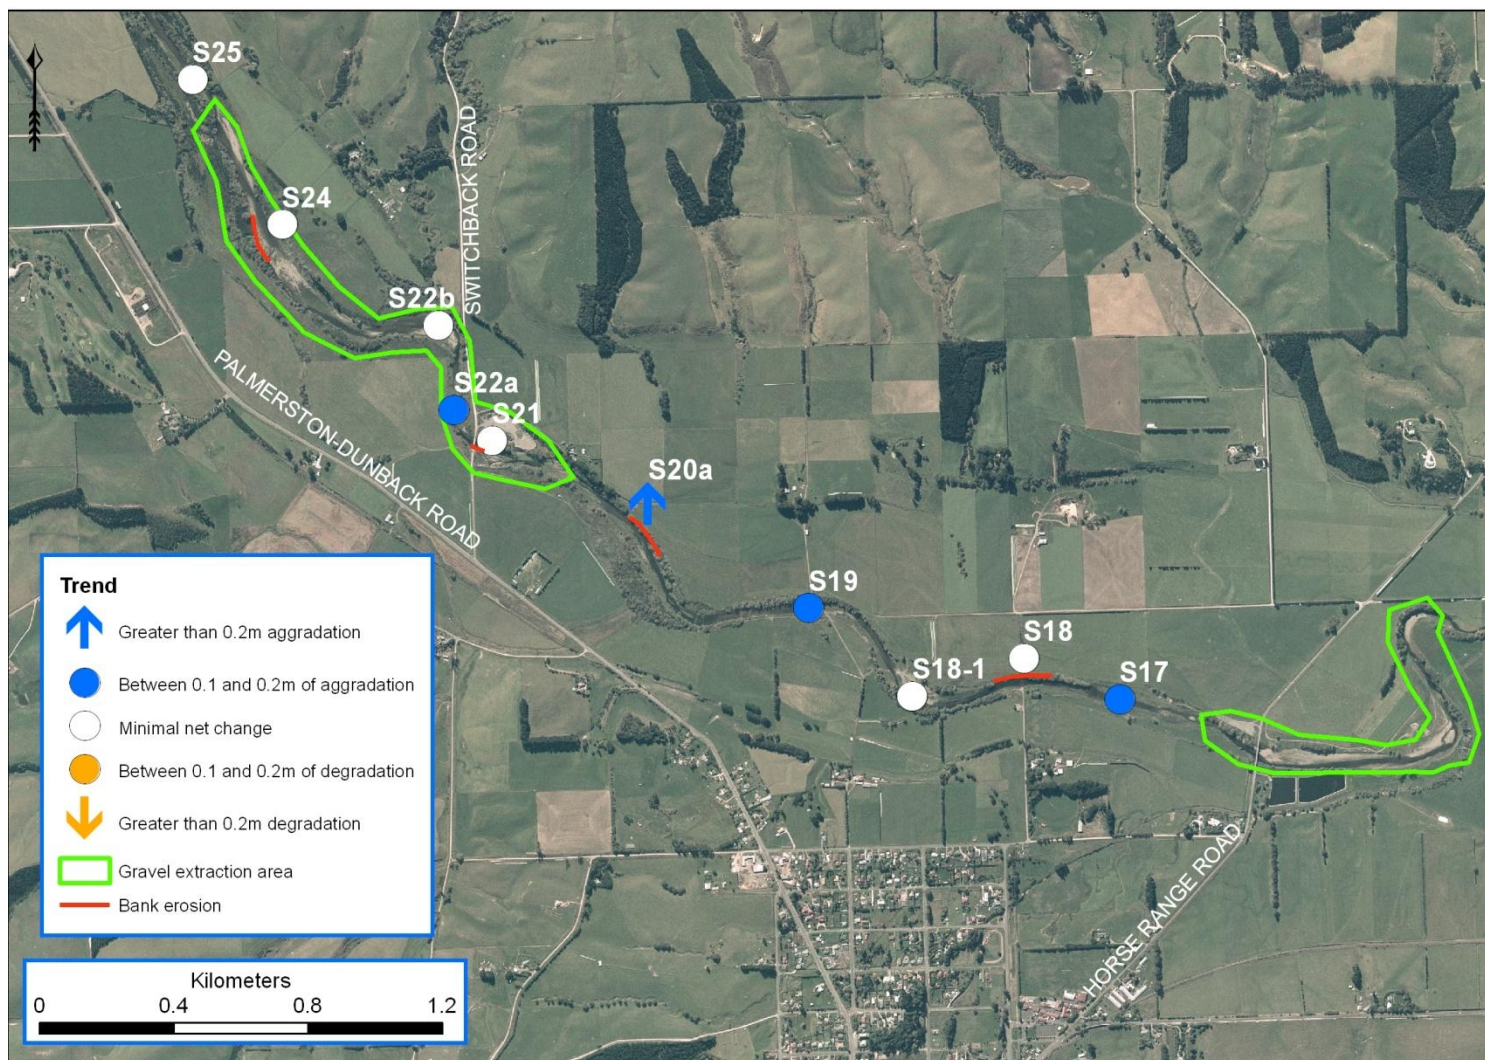 S25
S24
SWITCHBACK ROAD
S22b
S22a
S21
PALMERSTON-DUNBACK ROAD
S20a
S19
S18
S18-1
S17
HORSE RANGE ROAD
Trend
Greater than 0.2m aggradation
Between 0.1 and 0.2m of aggradation
Minimal net change
Between 0.1 and 0.2m of degradation
Greater than 0.2m degradation
Gravel extraction area
Bank erosion
Kilometers
0 0.4 0.8 1.2